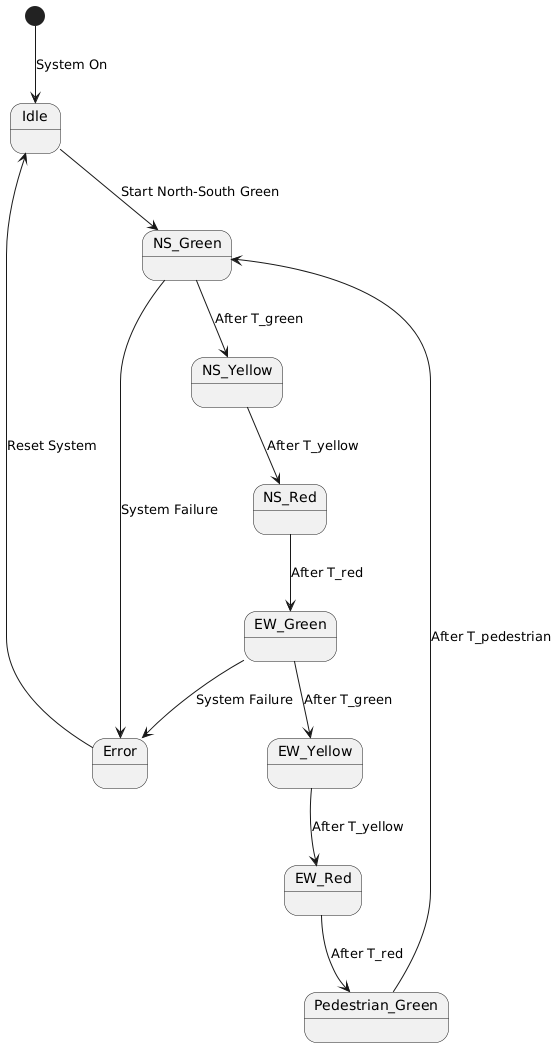 System On
Idle
Start North-South Green
NS_Green
After T_green
NS_Yellow
Reset System
After T_yellow
NS_Red
System Failure
After T_red
EW_Green
After T_pedestrian
System Failure
After T_green
Error
EW_Yellow
After T_yellow
EW_Red
After T_red
Pedestrian_Green